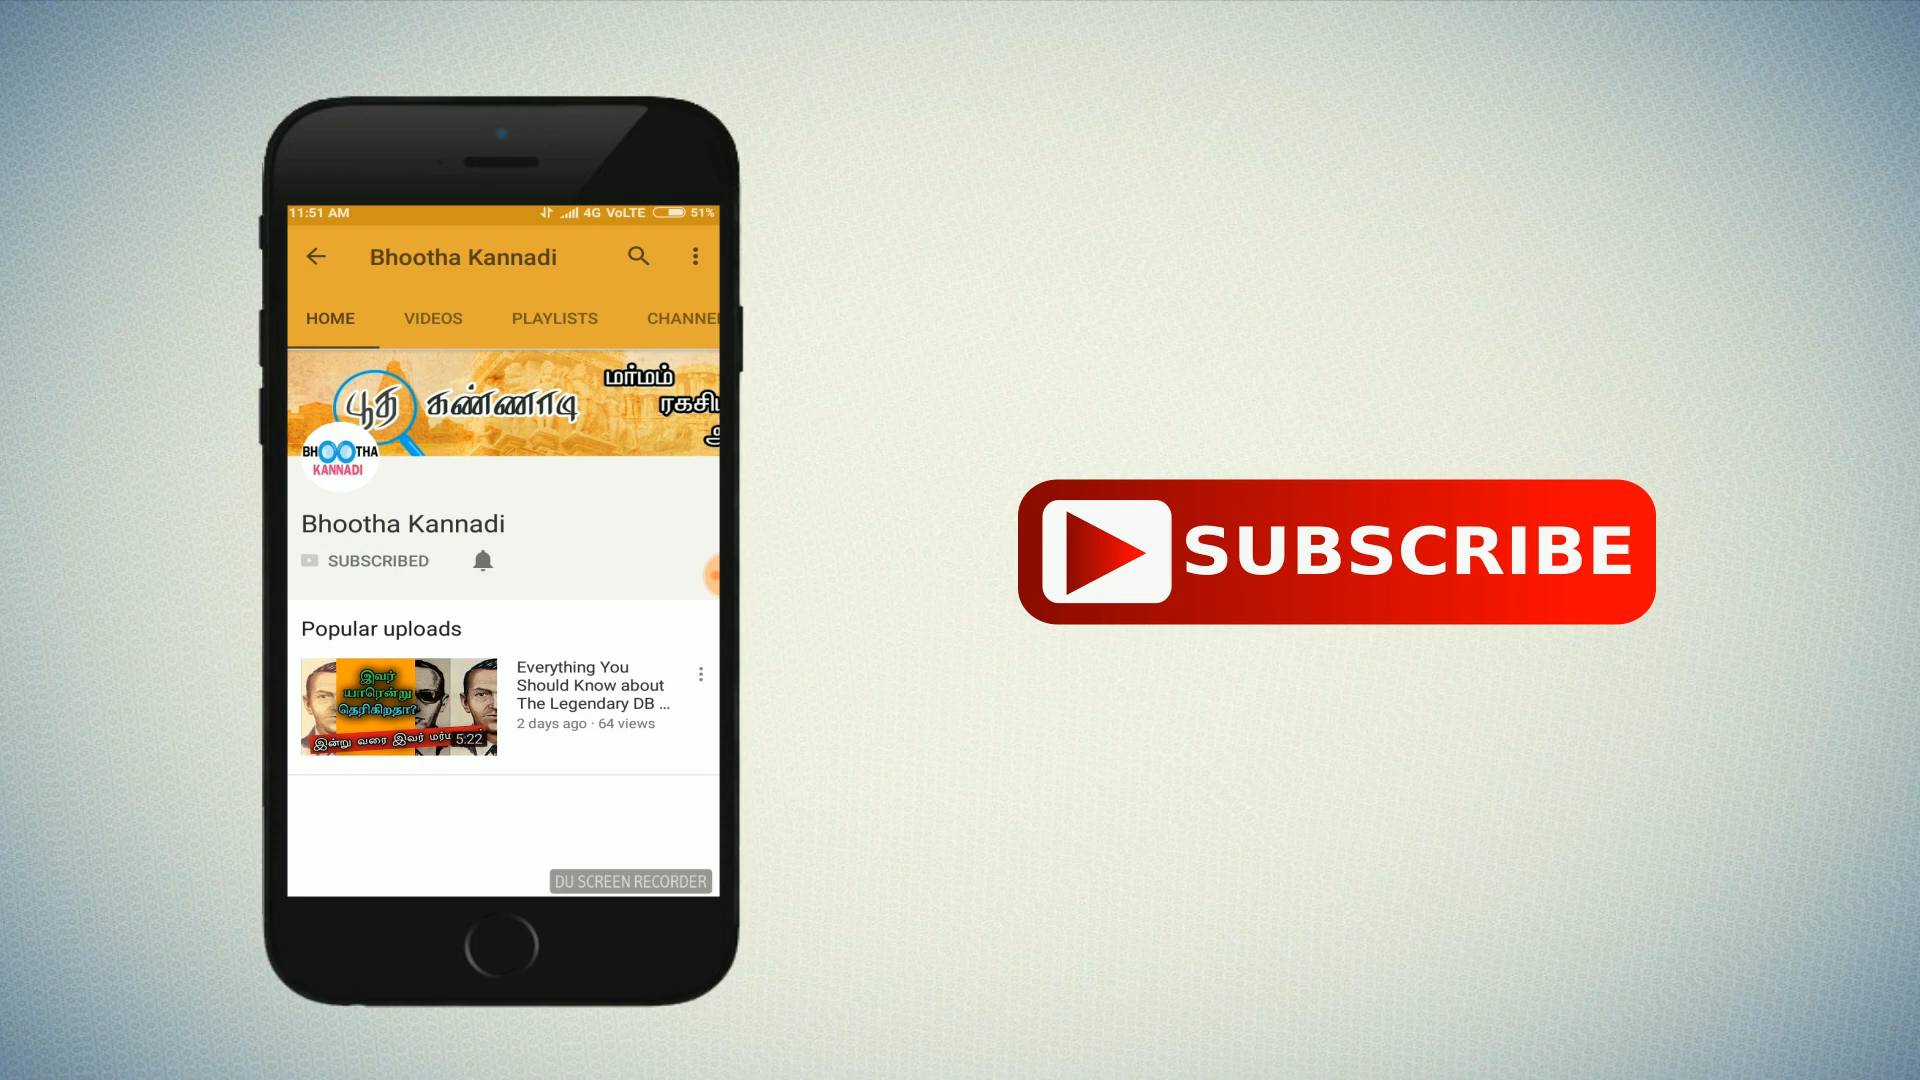 11:51 AM 4G VoLTE 51%
Bhootha Kannadi
HOME VIDEOS PLAYLISTS CHANNEL
பூத கண்ணாடி
மர்மம்
ரகசிய
BHOOTHA
KANNADI
Bhootha Kannadi
SUBSCRIBED
Popular uploads
இவர்
யாரென்று
தெரிகிறதா?
இன்று வரை இவர் மர்ம
5:22
Everything You
Should Know about
The Legendary DB ...
2 days ago · 64 views
DU SCREEN RECORDER
SUBSCRIBE